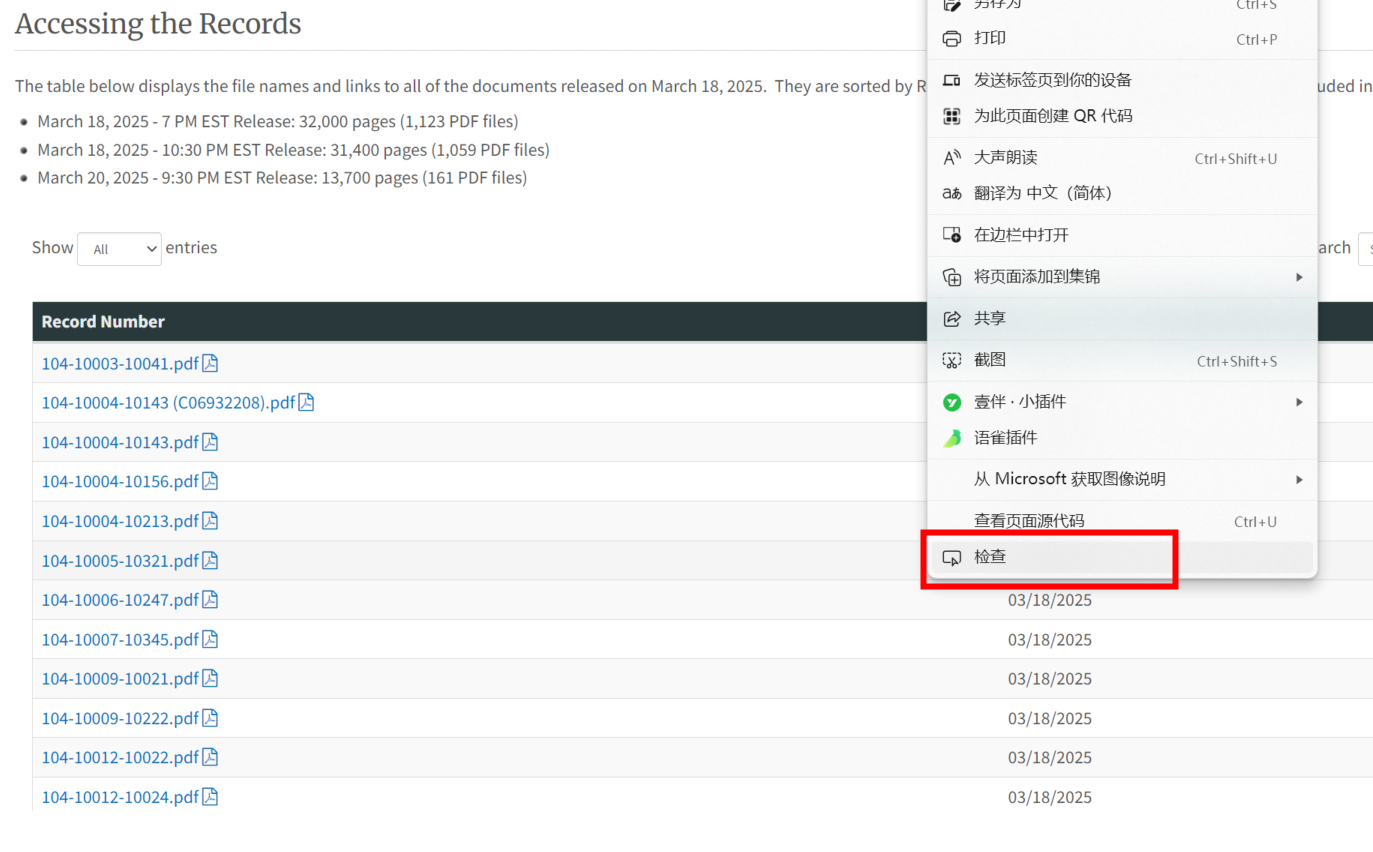 Accessing the Records
The table below displays the file names and links to all of the documents released on March 18, 2025. They are sorted by R
uded in
March 18, 2025 - 7 PM EST Release: 32,000 pages (1,123 PDF files)
March 18, 2025 - 10:30 PM EST Release: 31,400 pages (1,059 PDF files)
March 20, 2025 - 9:30 PM EST Release: 13,700 pages (161 PDF files)
Show All entries
arch
Record Number
104-10003-10041.pdf
104-10004-10143 (C06932208).pdf
104-10004-10143.pdf
104-10004-10156.pdf
104-10004-10213.pdf
104-10005-10321.pdf
104-10006-10247.pdf 03/18/2025
104-10007-10345.pdf 03/18/2025
104-10009-10021.pdf 03/18/2025
104-10009-10222.pdf 03/18/2025
104-10012-10022.pdf 03/18/2025
104-10012-10024.pdf 03/18/2025
另存为 Ctrl+S
打印 Ctrl+P
发送标签页到你的设备
为此页面创建 QR 代码
大声朗读 Ctrl+Shift+U
翻译为 中文（简体）
在边栏中打开
将页面添加到集锦
共享
截图 Ctrl+Shift+S
壹伴 · 小插件
语雀插件
从 Microsoft 获取图像说明
查看页面源代码 Ctrl+U
检查